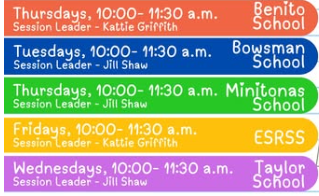 Thursdays, 10:00- 11:30 a.m. Benito
Session Leader - Kattie Griffith School
Tuesdays, 10:00- 11:30 a.m. Bowsman
Session Leader - Jill Shaw School
Thursdays, 10:00- 11:30 a.m. Minitonas
Session Leader - Jill Shaw School
Fridays, 10:00- 11:30 a.m. ESRSS
Session Leader - Kattie Griffith
Wednesdays, 10:00- 11:30 a.m. Taylor
Session Leader - Jill Shaw School